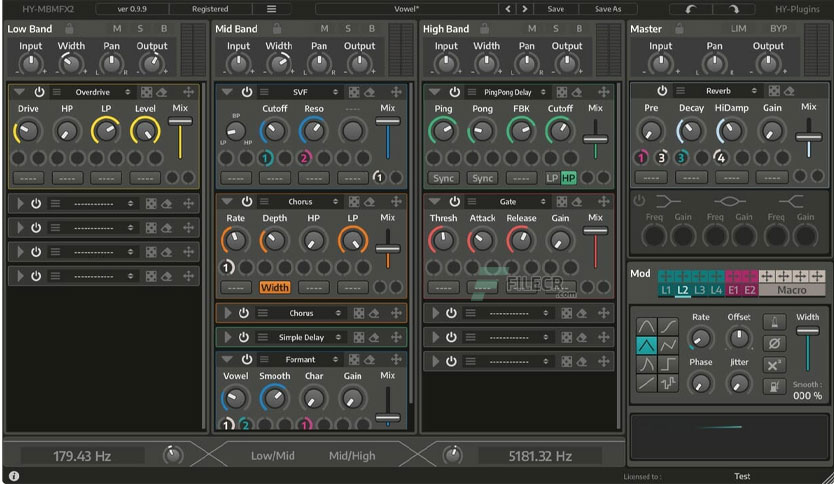 HY-MBMFX2 ver 0.9.9 Registered Vowel* Save Save As HY-Plugins
Low Band M S B Mid Band M S B High Band M S B Master LIM BYP
Input Width Pan Output Input Width Pan Output Input Width Pan Output Input Pan Output
- + L R - + - + L R - + - + L R - + - + L R - +
Overdrive SVF PingPong Delay Reverb
Drive HP LP Level Mix Cutoff Reso ---- Mix Ping Pong FBK Cutoff Mix Pre Decay HiDamp Gain Mix
BP
LP HP
1 2 1 3 3 4
---- ---- ---- ---- ---- ---- ---- ---- 1 Sync Sync ---- LP HP ---- ---- ---- ----
------------ Chorus Gate
Rate Depth HP LP Mix Thresh Attack Release Gain Mix
Freq Gain Freq Gain Freq Gain
------------
1
------------
---- Width ---- ---- ---- ---- ---- ----
FILECR
.com
Mod L1 L2 L3 L4 E1 E2 Macro
------------ Chorus ------------
Simple Delay ------------
Formant ------------
Rate Offset Width
Vowel Smooth Char Gain Mix
Phase Jitter
Smooth :
000 %
1 2 1
179.43 Hz Low/Mid Mid/High 5181.32 Hz
Licensed to : Test